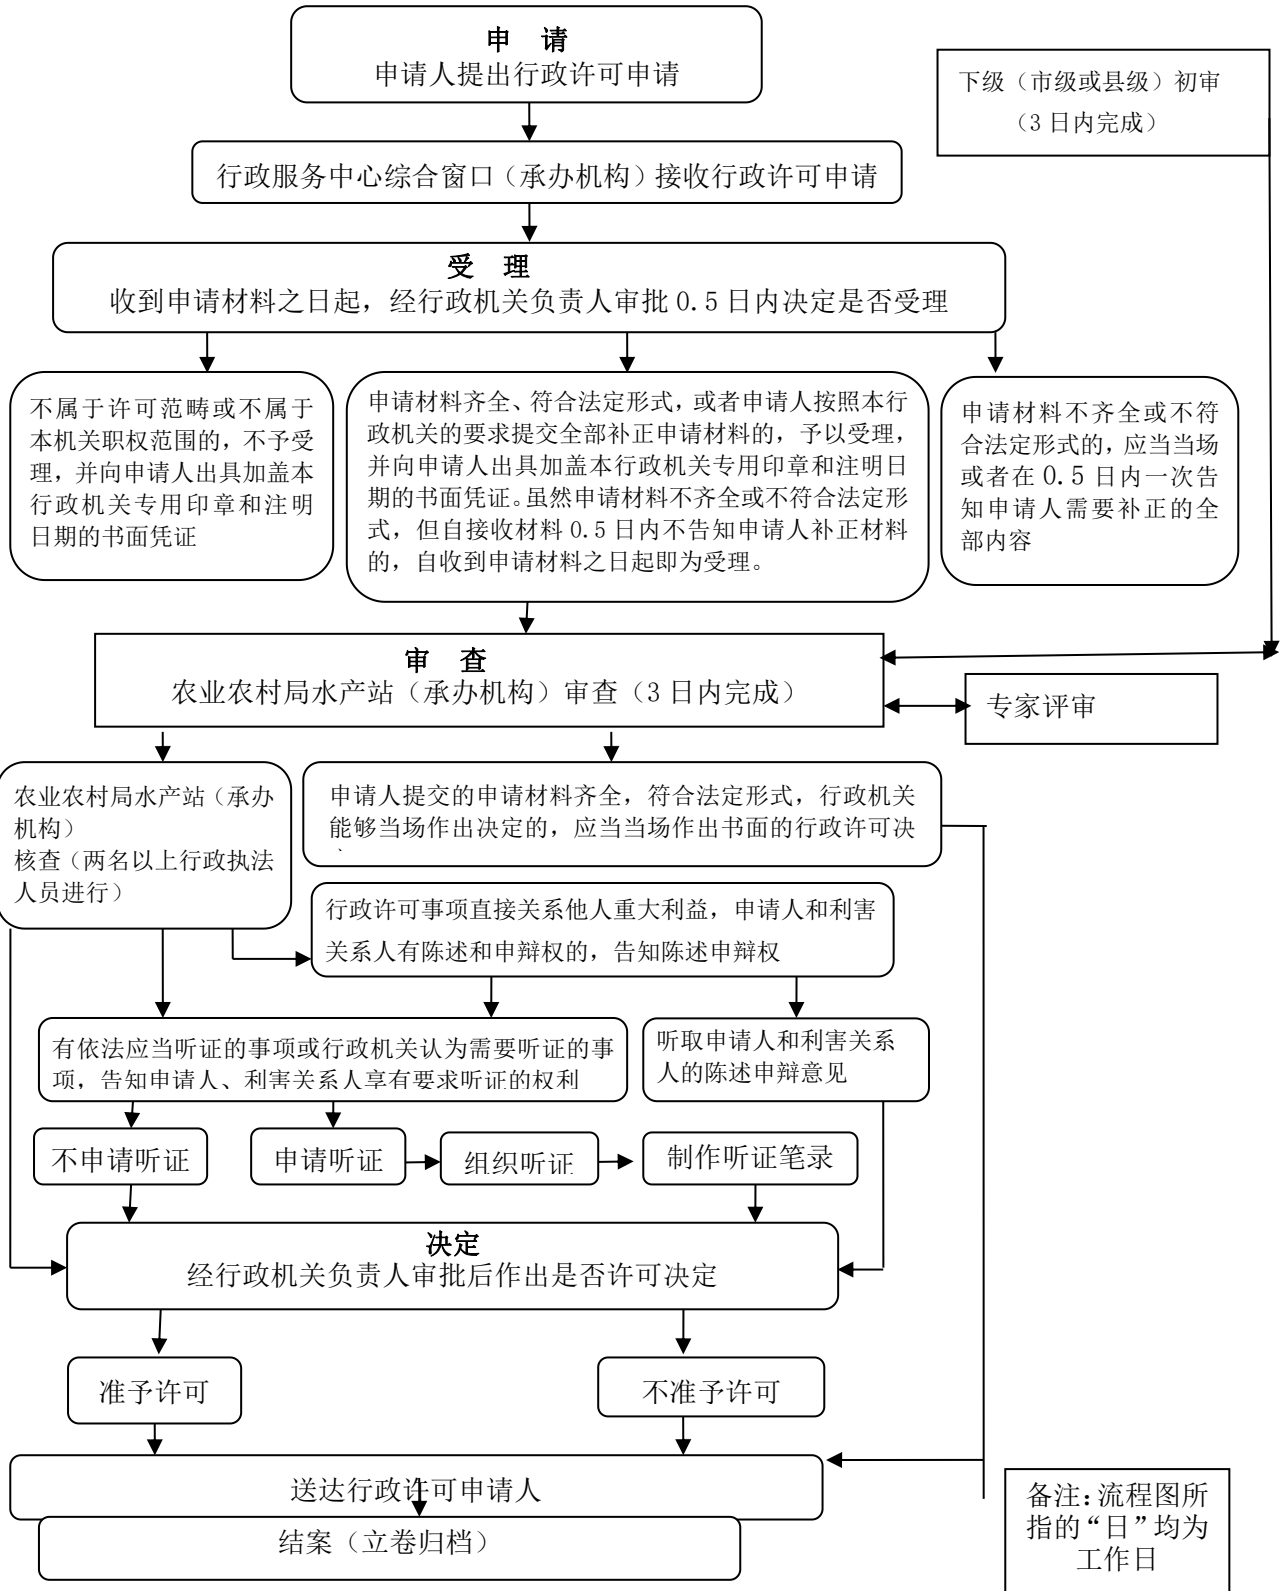 申 请
申请人提出行政许可申请
下级（市级或县级）初审
（3 日内完成）
行政服务中心综合窗口（承办机构）接收行政许可申请
受 理
收到申请材料之日起，经行政机关负责人审批 0.5 日内决定是否受理
不属于许可范畴或不属于
本机关职权范围的，不予受
理，并向申请人出具加盖本
行政机关专用印章和注明
日期的书面凭证
申请材料齐全、符合法定形式，或者申请人按照本行
政机关的要求提交全部补正申请材料的，予以受理，
并向申请人出具加盖本行政机关专用印章和注明日
期的书面凭证。虽然申请材料不齐全或不符合法定形
式，但自接收材料 0.5 日内不告知申请人补正材料
的，自收到申请材料之日起即为受理。
申请材料不齐全或不符
合法定形式的，应当当场
或者在 0.5 日内一次告
知申请人需要补正的全
部内容
审 查
农业农村局水产站（承办机构）审查（3 日内完成）
专家评审
农业农村局水产站（承办
机构）
核查（两名以上行政执法
人员进行）
申请人提交的申请材料齐全，符合法定形式，行政机关
能够当场作出决定的，应当当场作出书面的行政许可决
行政许可事项直接关系他人重大利益，申请人和利害
关系人有陈述和申辩权的，告知陈述申辩权
有依法应当听证的事项或行政机关认为需要听证的事
项，告知申请人、利害关系人享有要求听证的权利
听取申请人和利害关系
人的陈述申辩意见
不申请听证
申请听证
组织听证
制作听证笔录
决定
经行政机关负责人审批后作出是否许可决定
准予许可
不准予许可
送达行政许可申请人
结案（立卷归档）
备注：流程图所
指的“日”均为
工作日